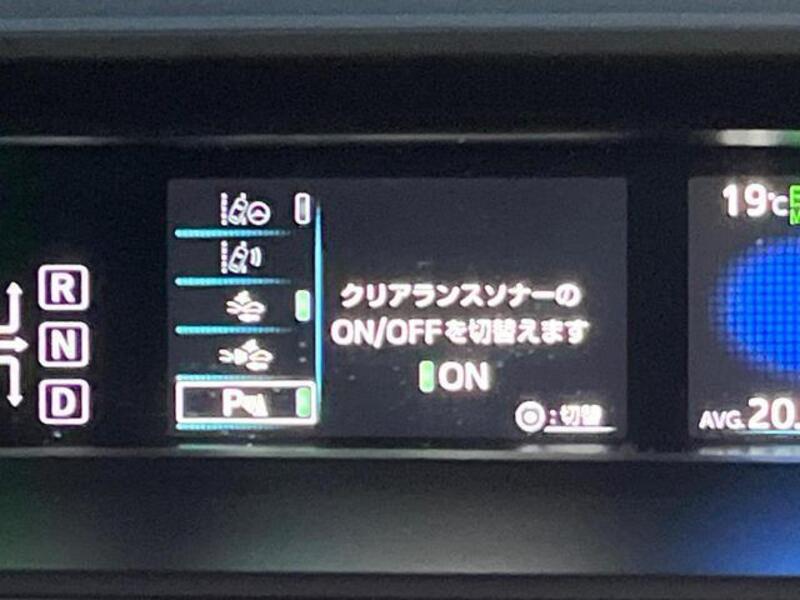 R
N
D
P
クリアランスソナーの
ON/OFFを切替えます
ON
:切替
19℃
AVG.20.